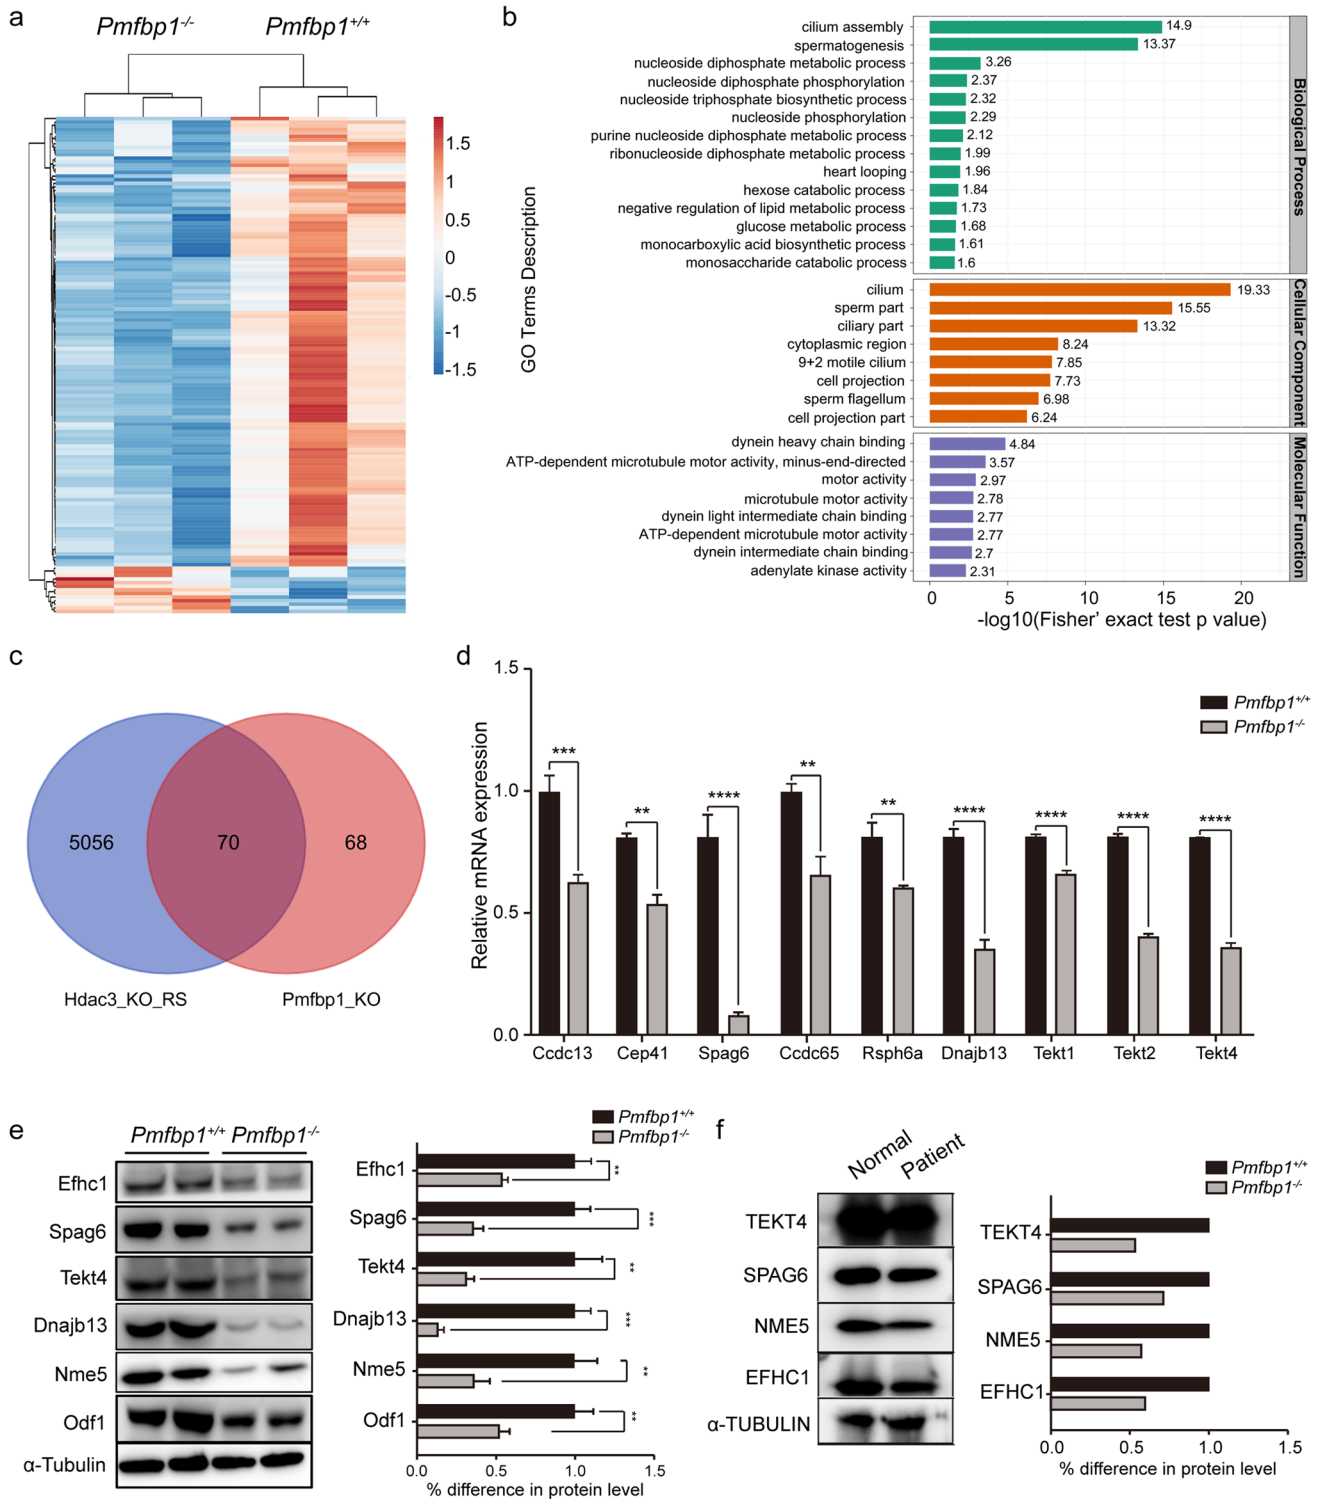 a
Pmfbp1-/-
Pmfbp1+/+
1.5
1
0.5
0
-0.5
-1
-1.5
b
GO Terms Description
cilium assembly 14.9
spermatogenesis 13.37
nucleoside diphosphate metabolic process 3.26
nucleoside diphosphate phosphorylation 2.37
nucleoside triphosphate biosynthetic process 2.32
nucleoside phosphorylation 2.29
purine nucleoside diphosphate metabolic process 2.12
ribonucleoside diphosphate metabolic process 1.99
heart looping 1.96
hexose catabolic process 1.84
negative regulation of lipid metabolic process 1.73
glucose metabolic process 1.68
monocarboxylic acid biosynthetic process 1.61
monosaccharide catabolic process 1.6
Biological Process
cilium 19.33
sperm part 15.55
ciliary part 13.32
cytoplasmic region 8.24
9+2 motile cilium 7.85
cell projection 7.73
sperm flagellum 6.98
cell projection part 6.24
Cellular Component
dynein heavy chain binding 4.84
ATP-dependent microtubule motor activity, minus-end-directed 3.57
motor activity 2.97
microtubule motor activity 2.78
dynein light intermediate chain binding 2.77
ATP-dependent microtubule motor activity 2.77
dynein intermediate chain binding 2.7
adenylate kinase activity 2.31
Molecular Function
0 5 10 15 20
-log10(Fisher' exact test p value)
c
5056 70 68
Hdac3_KO_RS
Pmfbp1_KO
d
Relative mRNA expression
1.5
1.0
0.5
0.0
Pmfbp1+/+
Pmfbp1-/-
*** ** **** ** ** **** **** **** ****
Ccdc13 Cep41 Spag6 Ccdc65 Rsph6a Dnajb13 Tekt1 Tekt2 Tekt4
e
Pmfbp1+/+ Pmfbp1-/-
Efhc1
Spag6
Tekt4
Dnajb13
Nme5
Odf1
α-Tubulin
Pmfbp1+/+
Pmfbp1-/-
Efhc1 **
Spag6 ***
Tekt4 **
Dnajb13 ***
Nme5 **
Odf1 **
0.0 0.5 1.0 1.5
% difference in protein level
f
Normal
Patient
TEKT4
SPAG6
NME5
EFHC1
α-TUBULIN
Pmfbp1+/+
Pmfbp1-/-
TEKT4
SPAG6
NME5
EFHC1
0.0 0.5 1.0 1.5
% difference in protein level